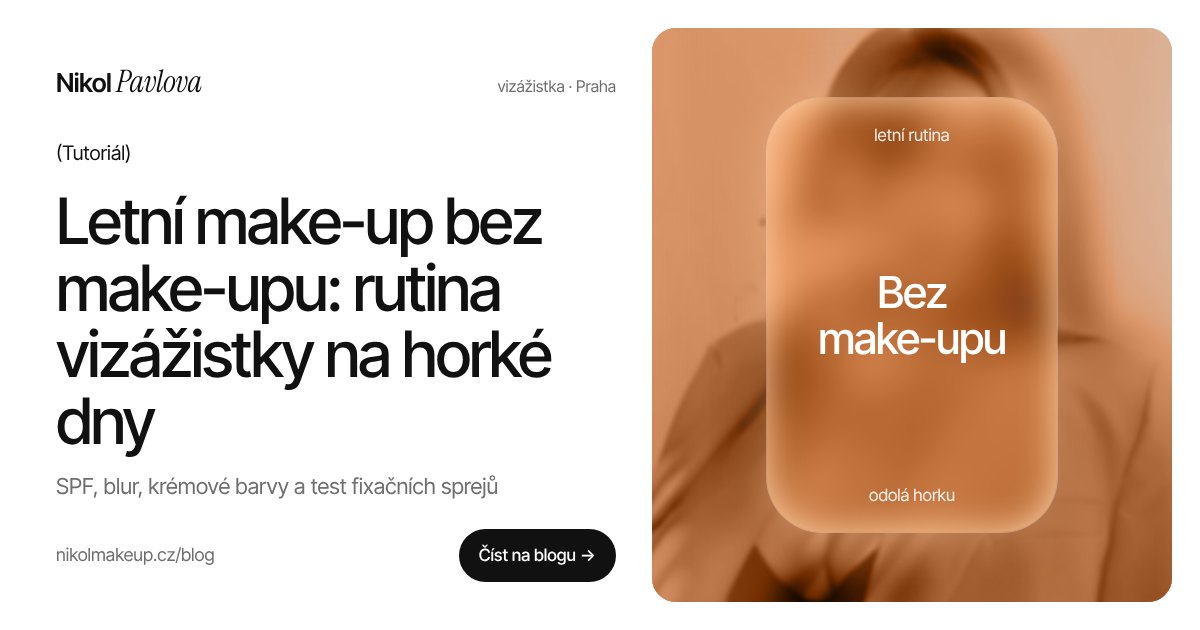 Nikol Pavlova
vizážistka · Praha
(Tutoriál)
Letní make-up bez
make-upu: rutina
vizážistky na horké
dny
SPF, blur, krémové barvy a test fixačních sprejů
nikolmakeup.cz/blog
Číst na blogu →
letní rutina
Bez
make-upu
odolá horku